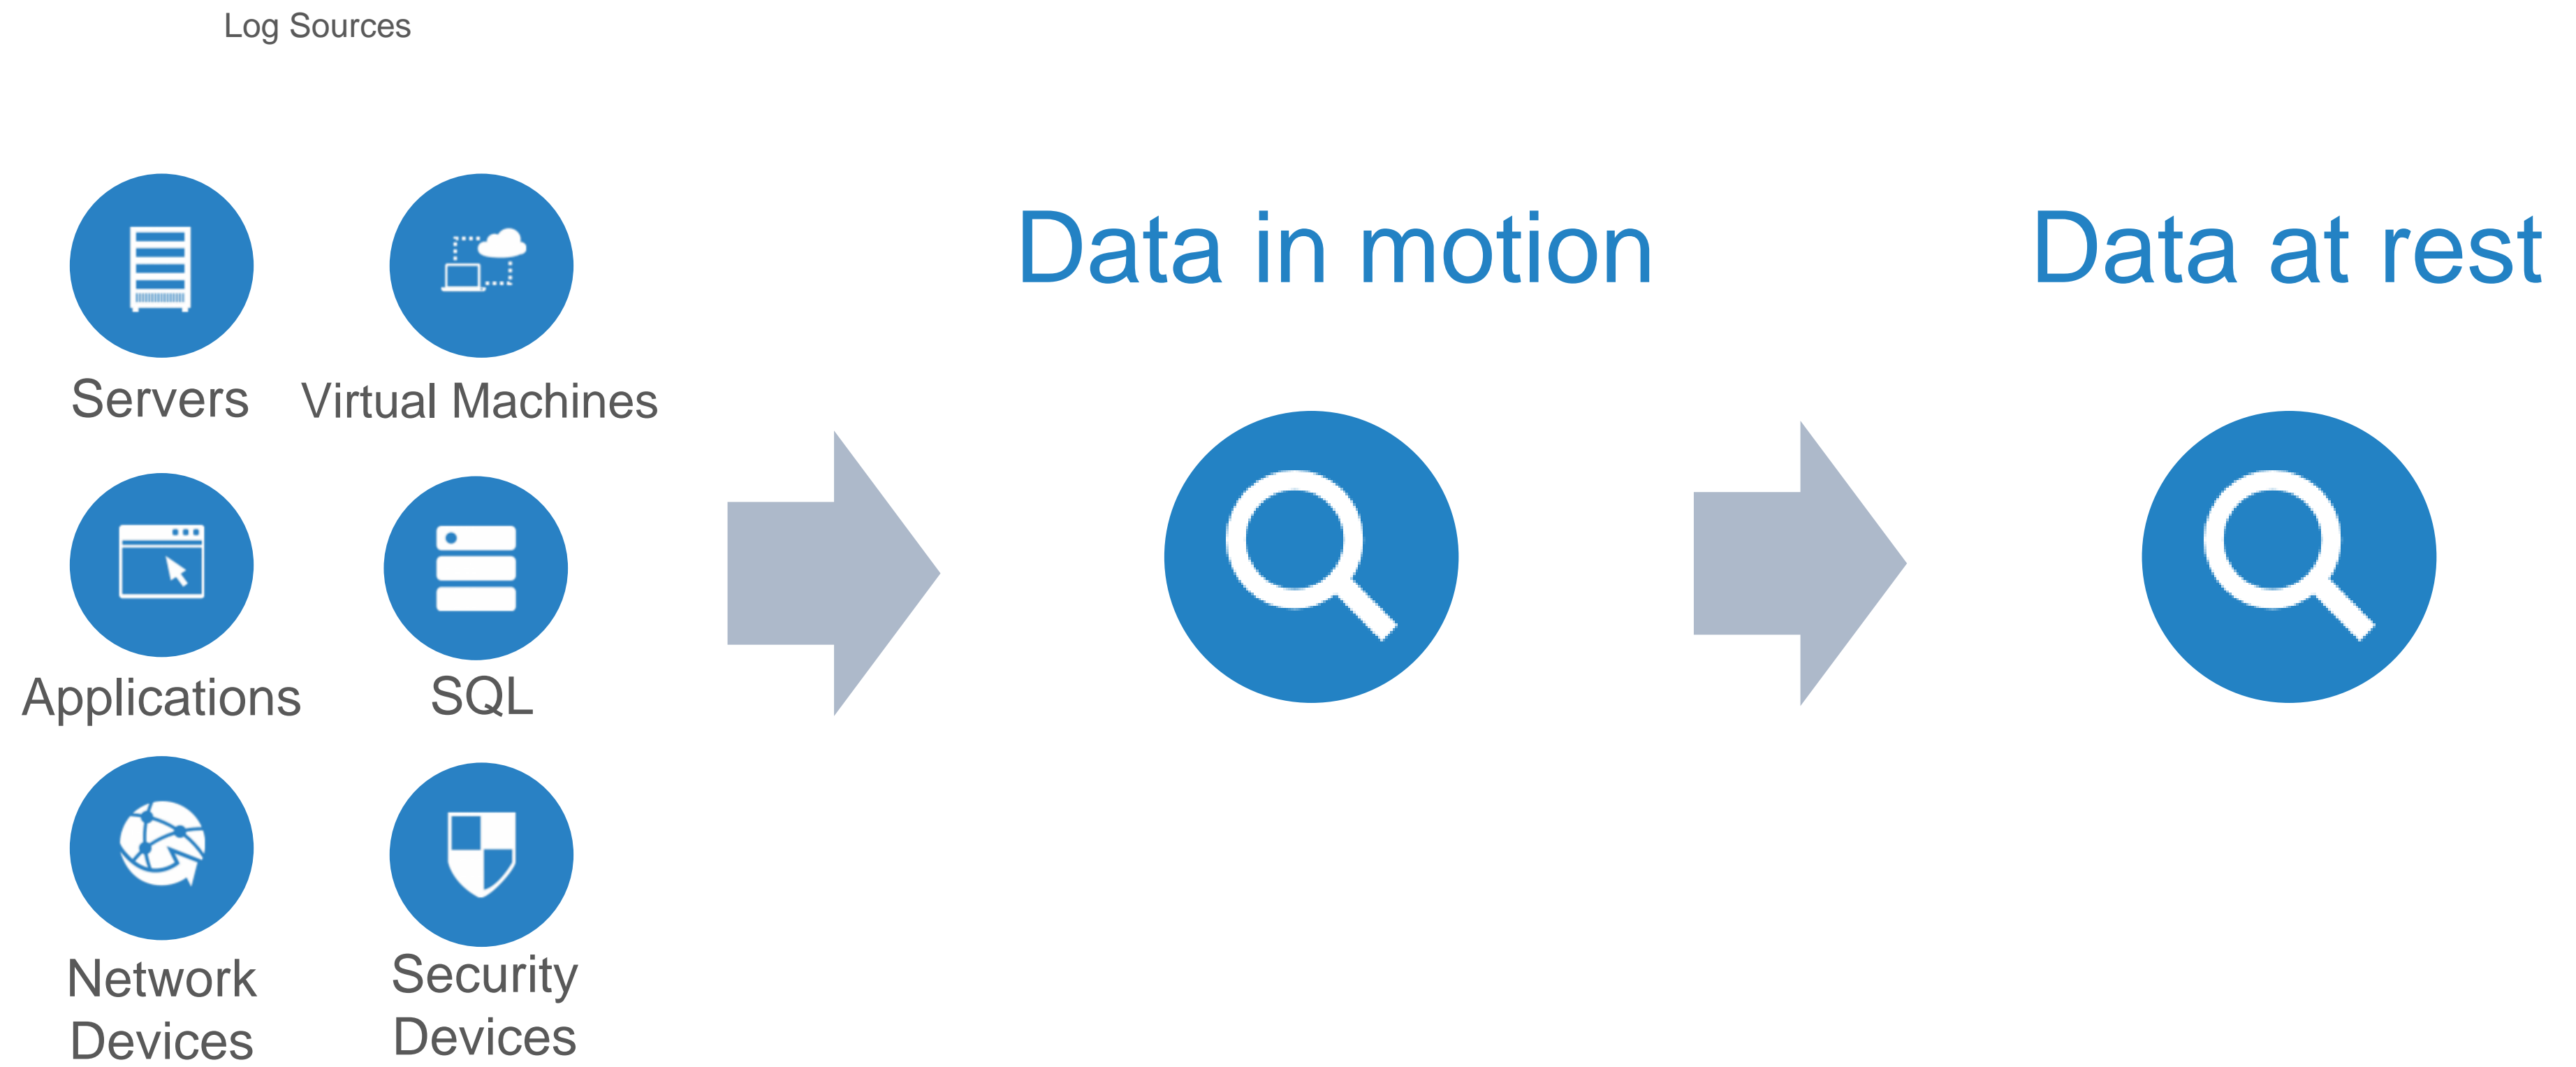 Log Sources
Data in motion
Data at rest
Servers
Virtual Machines
Applications
SQL
Network
Devices
Security
Devices